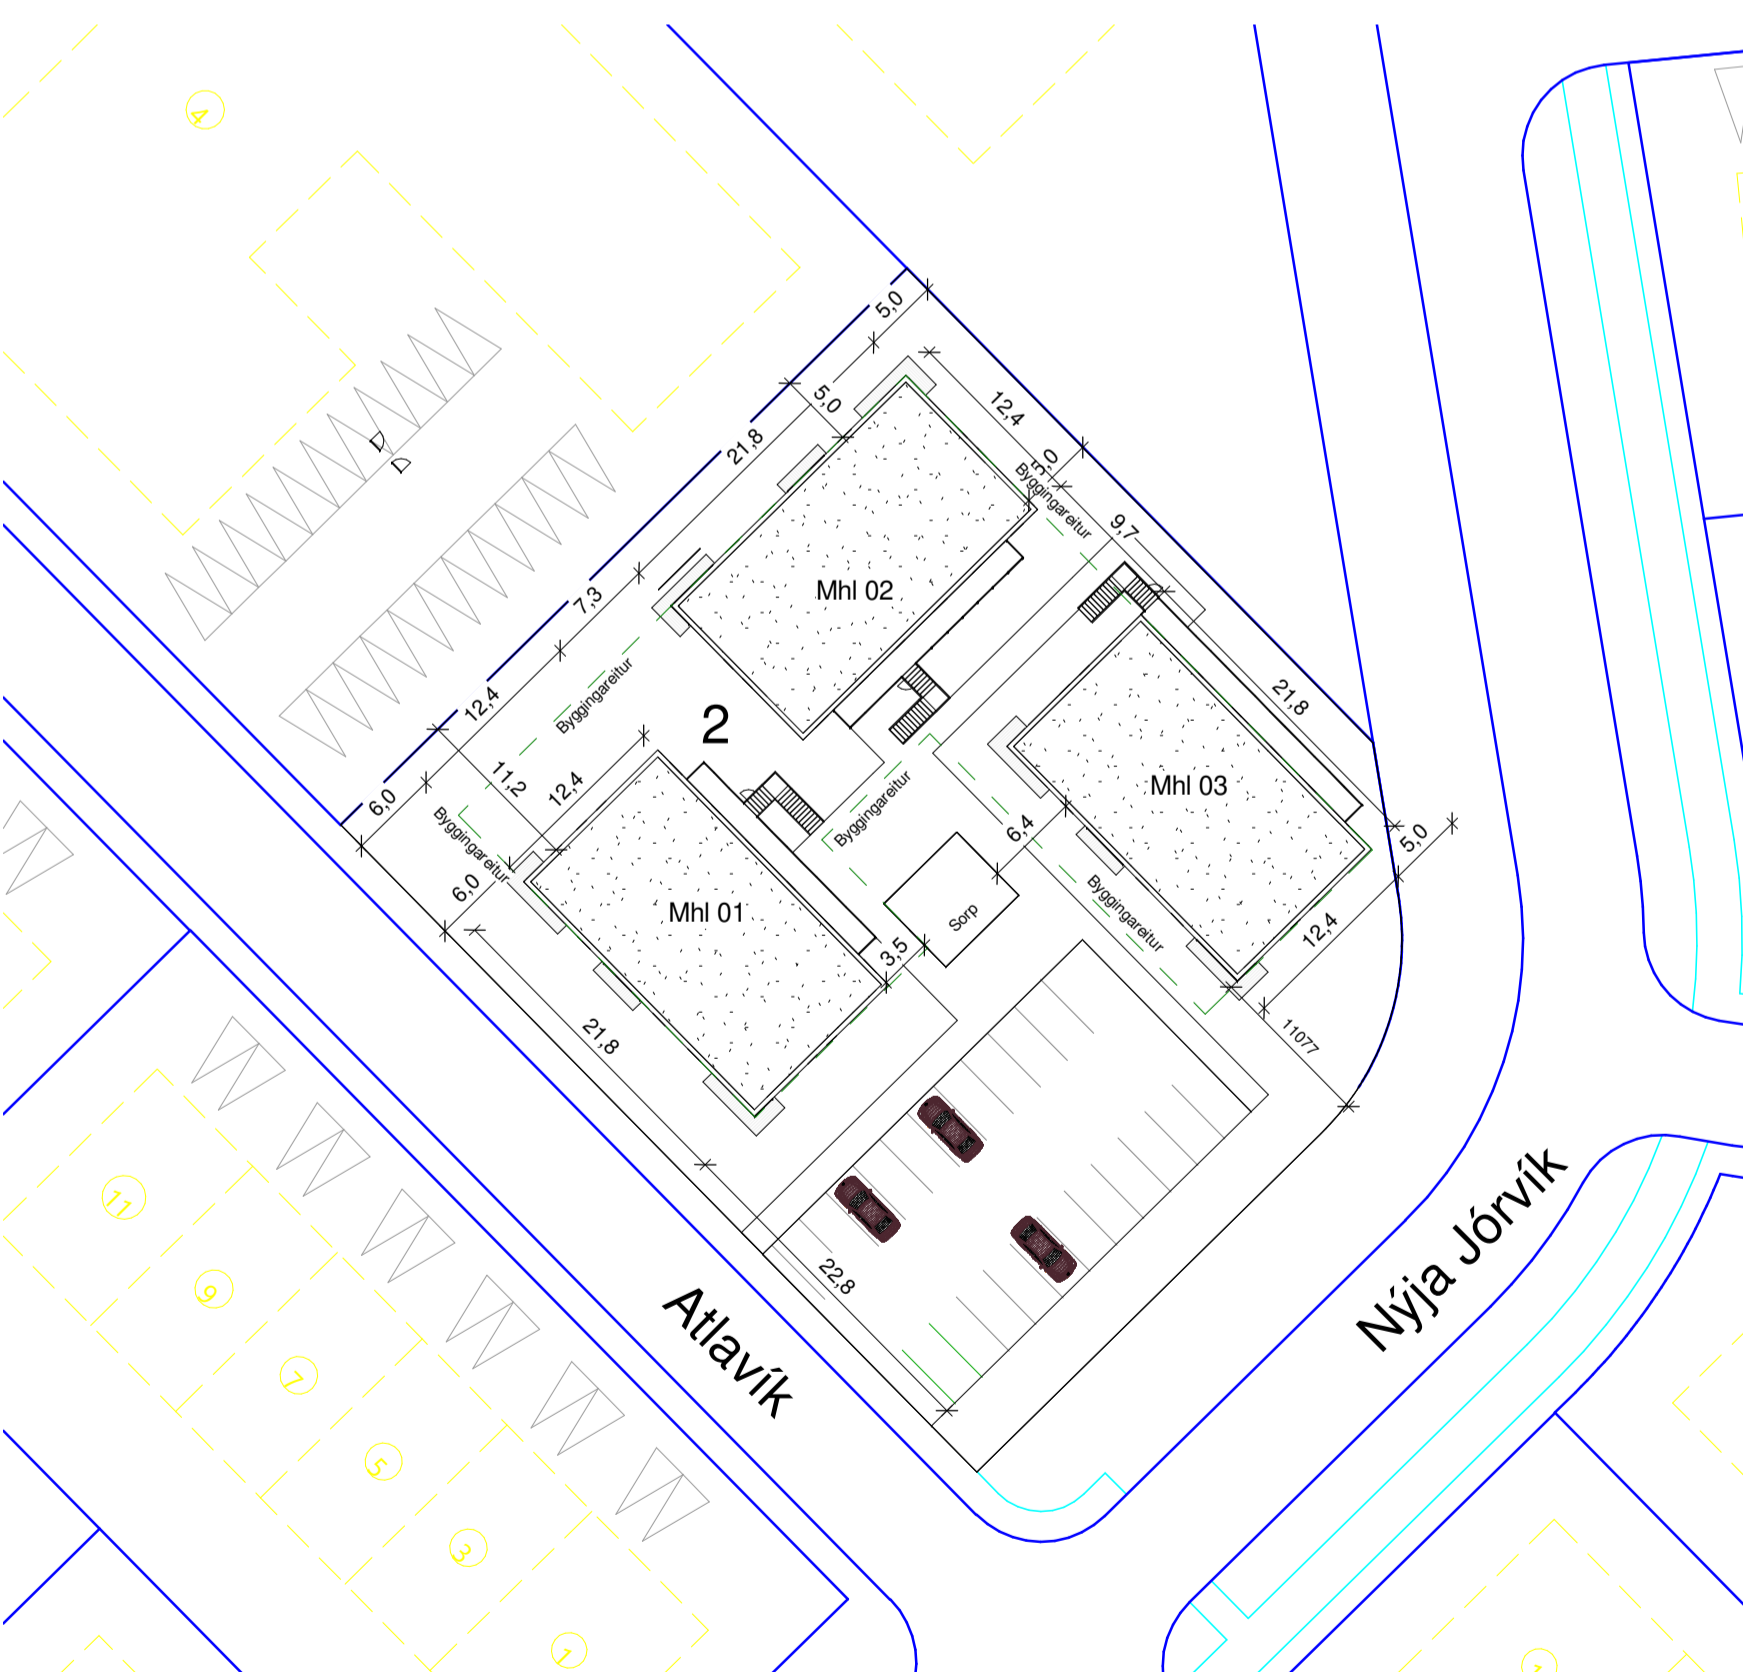 4
5,0
5,0
12,4
21,8
5,0
Byggingareitur
9,7
7,3
Mhl 02
12,4
Byggingareitur
21,8
2
Mhl 03
6,0
11,2
12,4
Byggingareitur
Byggingareitur
6,4
5,0
6,0
Mhl 01
Sorp
Byggingareitur
12,4
3,5
21,8
11077
11
9
7
5
3
1
22,8
Atlavík
Nýja Jórvík